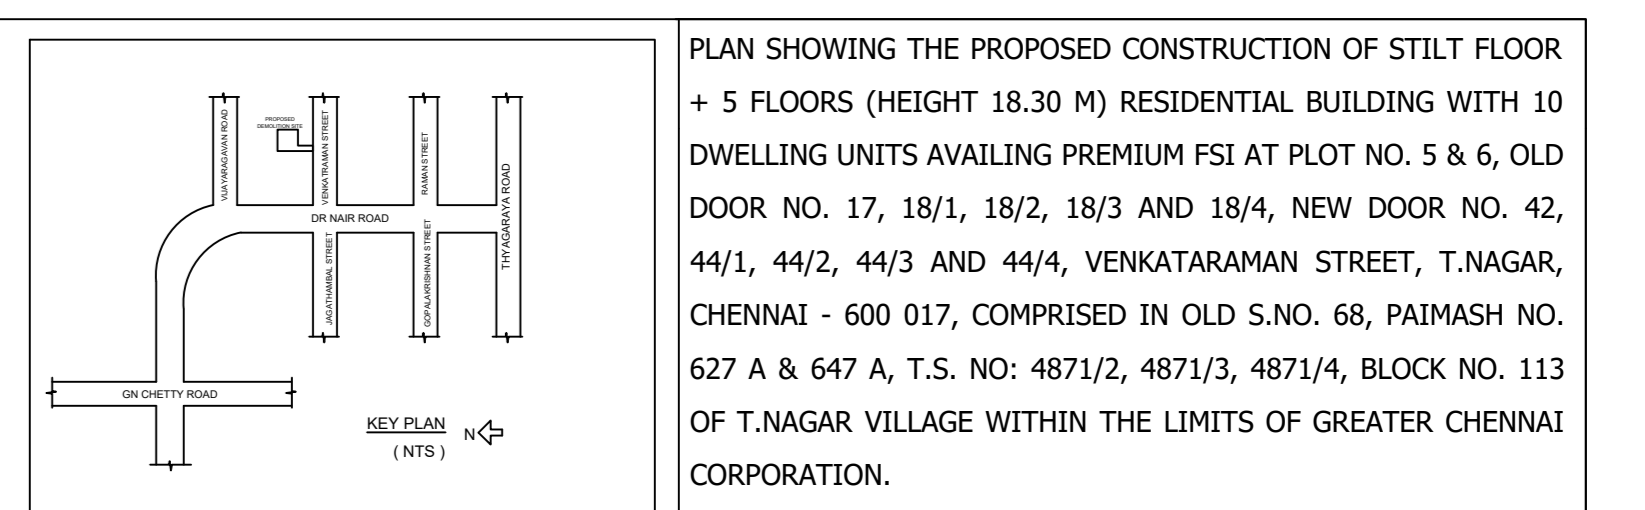 PROPOSED
DEMOLITION SITE
VIJAYARAGAVAN ROAD
VENKATRAMAN STREET
RAMAN STREET
THYAGARAYA ROAD
DR NAIR ROAD
JAGATHAMBAL STREET
GOPALAKRISHNAN STREET
GN CHETTY ROAD
KEY PLAN
( NTS )
N
PLAN SHOWING THE PROPOSED CONSTRUCTION OF STILT FLOOR
+ 5 FLOORS (HEIGHT 18.30 M) RESIDENTIAL BUILDING WITH 10
DWELLING UNITS AVAILING PREMIUM FSI AT PLOT NO. 5 & 6, OLD
DOOR NO. 17, 18/1, 18/2, 18/3 AND 18/4, NEW DOOR NO. 42,
44/1, 44/2, 44/3 AND 44/4, VENKATARAMAN STREET, T.NAGAR,
CHENNAI - 600 017, COMPRISED IN OLD S.NO. 68, PAIMASH NO.
627 A & 647 A, T.S. NO: 4871/2, 4871/3, 4871/4, BLOCK NO. 113
OF T.NAGAR VILLAGE WITHIN THE LIMITS OF GREATER CHENNAI
CORPORATION.